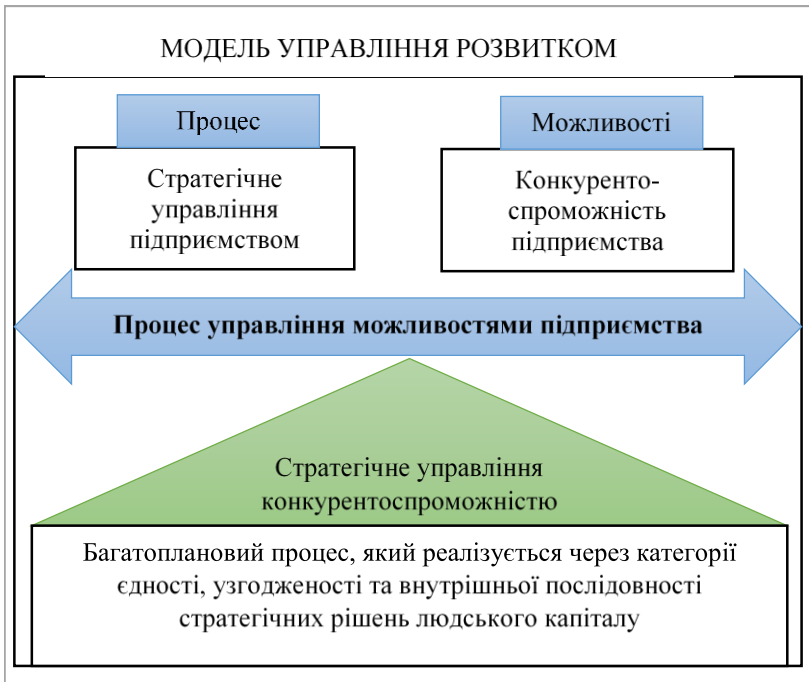 МОДЕЛЬ УПРАВЛІННЯ РОЗВИТКОМ
Процес
Стратегічне
управління
підприємством
Можливості
Конкуренто-
спроможність
підприємства
Процес управління можливостями підприємства
Стратегічне управління
конкурентоспроможністю
Багатоплановий процес, який реалізується через категорії
єдності, узгодженості та внутрішньої послідовності
стратегічних рішень людського капіталу